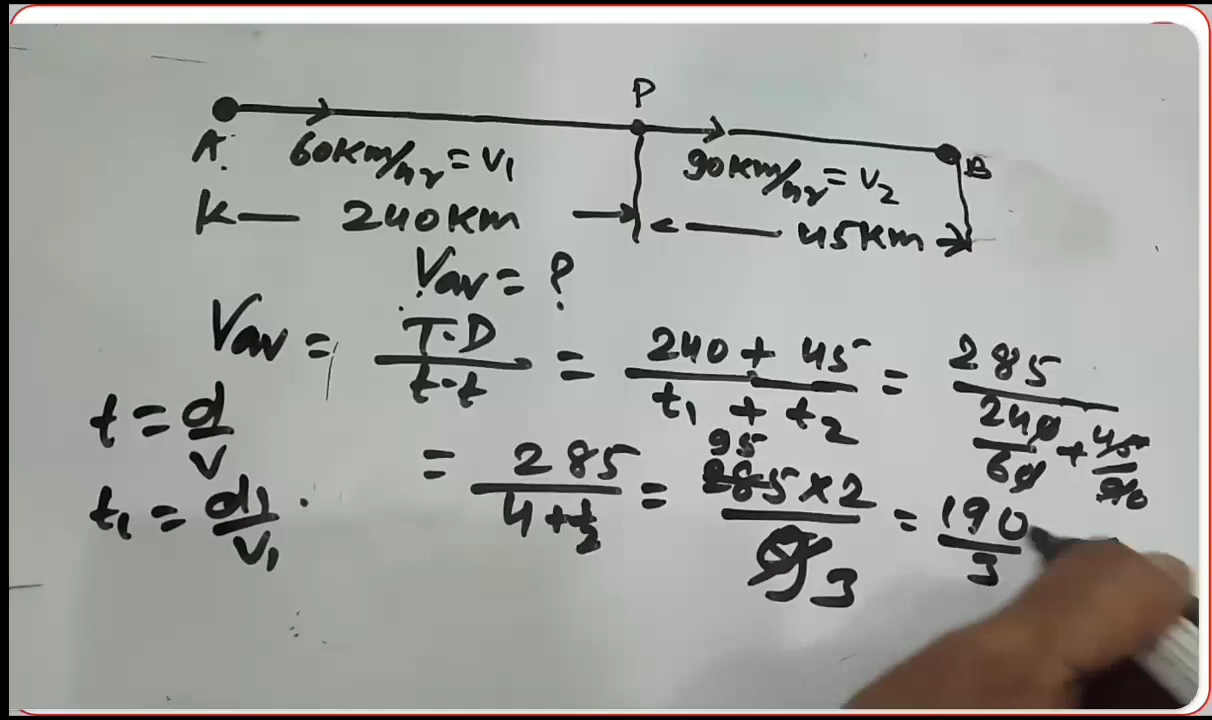 P
A 60Km/hr = V₁ 90Km/hr = V₂ B
240Km 45Km
Vav = ?
Vav = T.D/t.t = 240 + 45/t₁ + t₂ = 285/240/60 + 45/90
t = d/v
= 285/4+1/2 = 95 285×2/9 3 = 190/3
t₁ = d₁/V₁